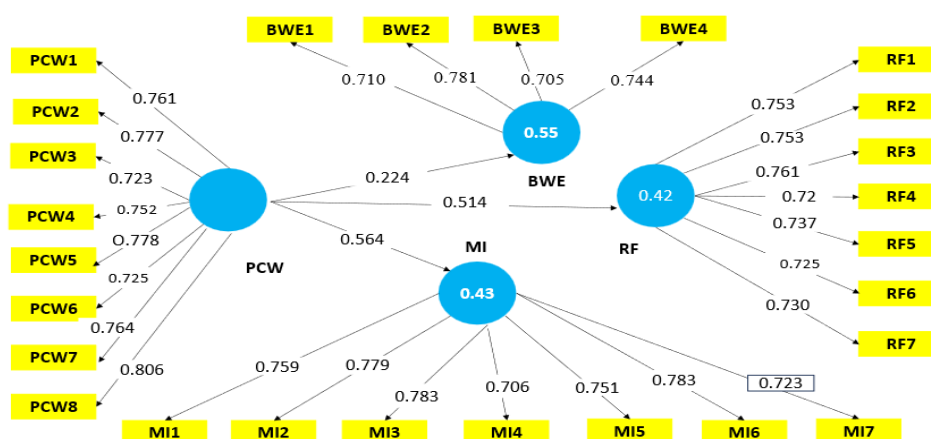 BWE1
BWE2
BWE3
BWE4
PCW1
RF1
0.710
0.781
0.705
0.744
0.761
0.753
PCW2
RF2
0.777
0.55
0.753
PCW3
RF3
0.723
0.224
BWE
0.761
PCW4
0.752
0.514
0.42
0.72
RF4
O.778
0.564
MI
RF
0.737
RF5
PCW5
PCW
0.725
0.725
PCW6
0.43
RF6
0.764
0.730
PCW7
RF7
0.806
0.759
0.779
0.783
0.706
0.751
0.783
0.723
PCW8
MI1
MI2
MI3
MI4
MI5
MI6
MI7